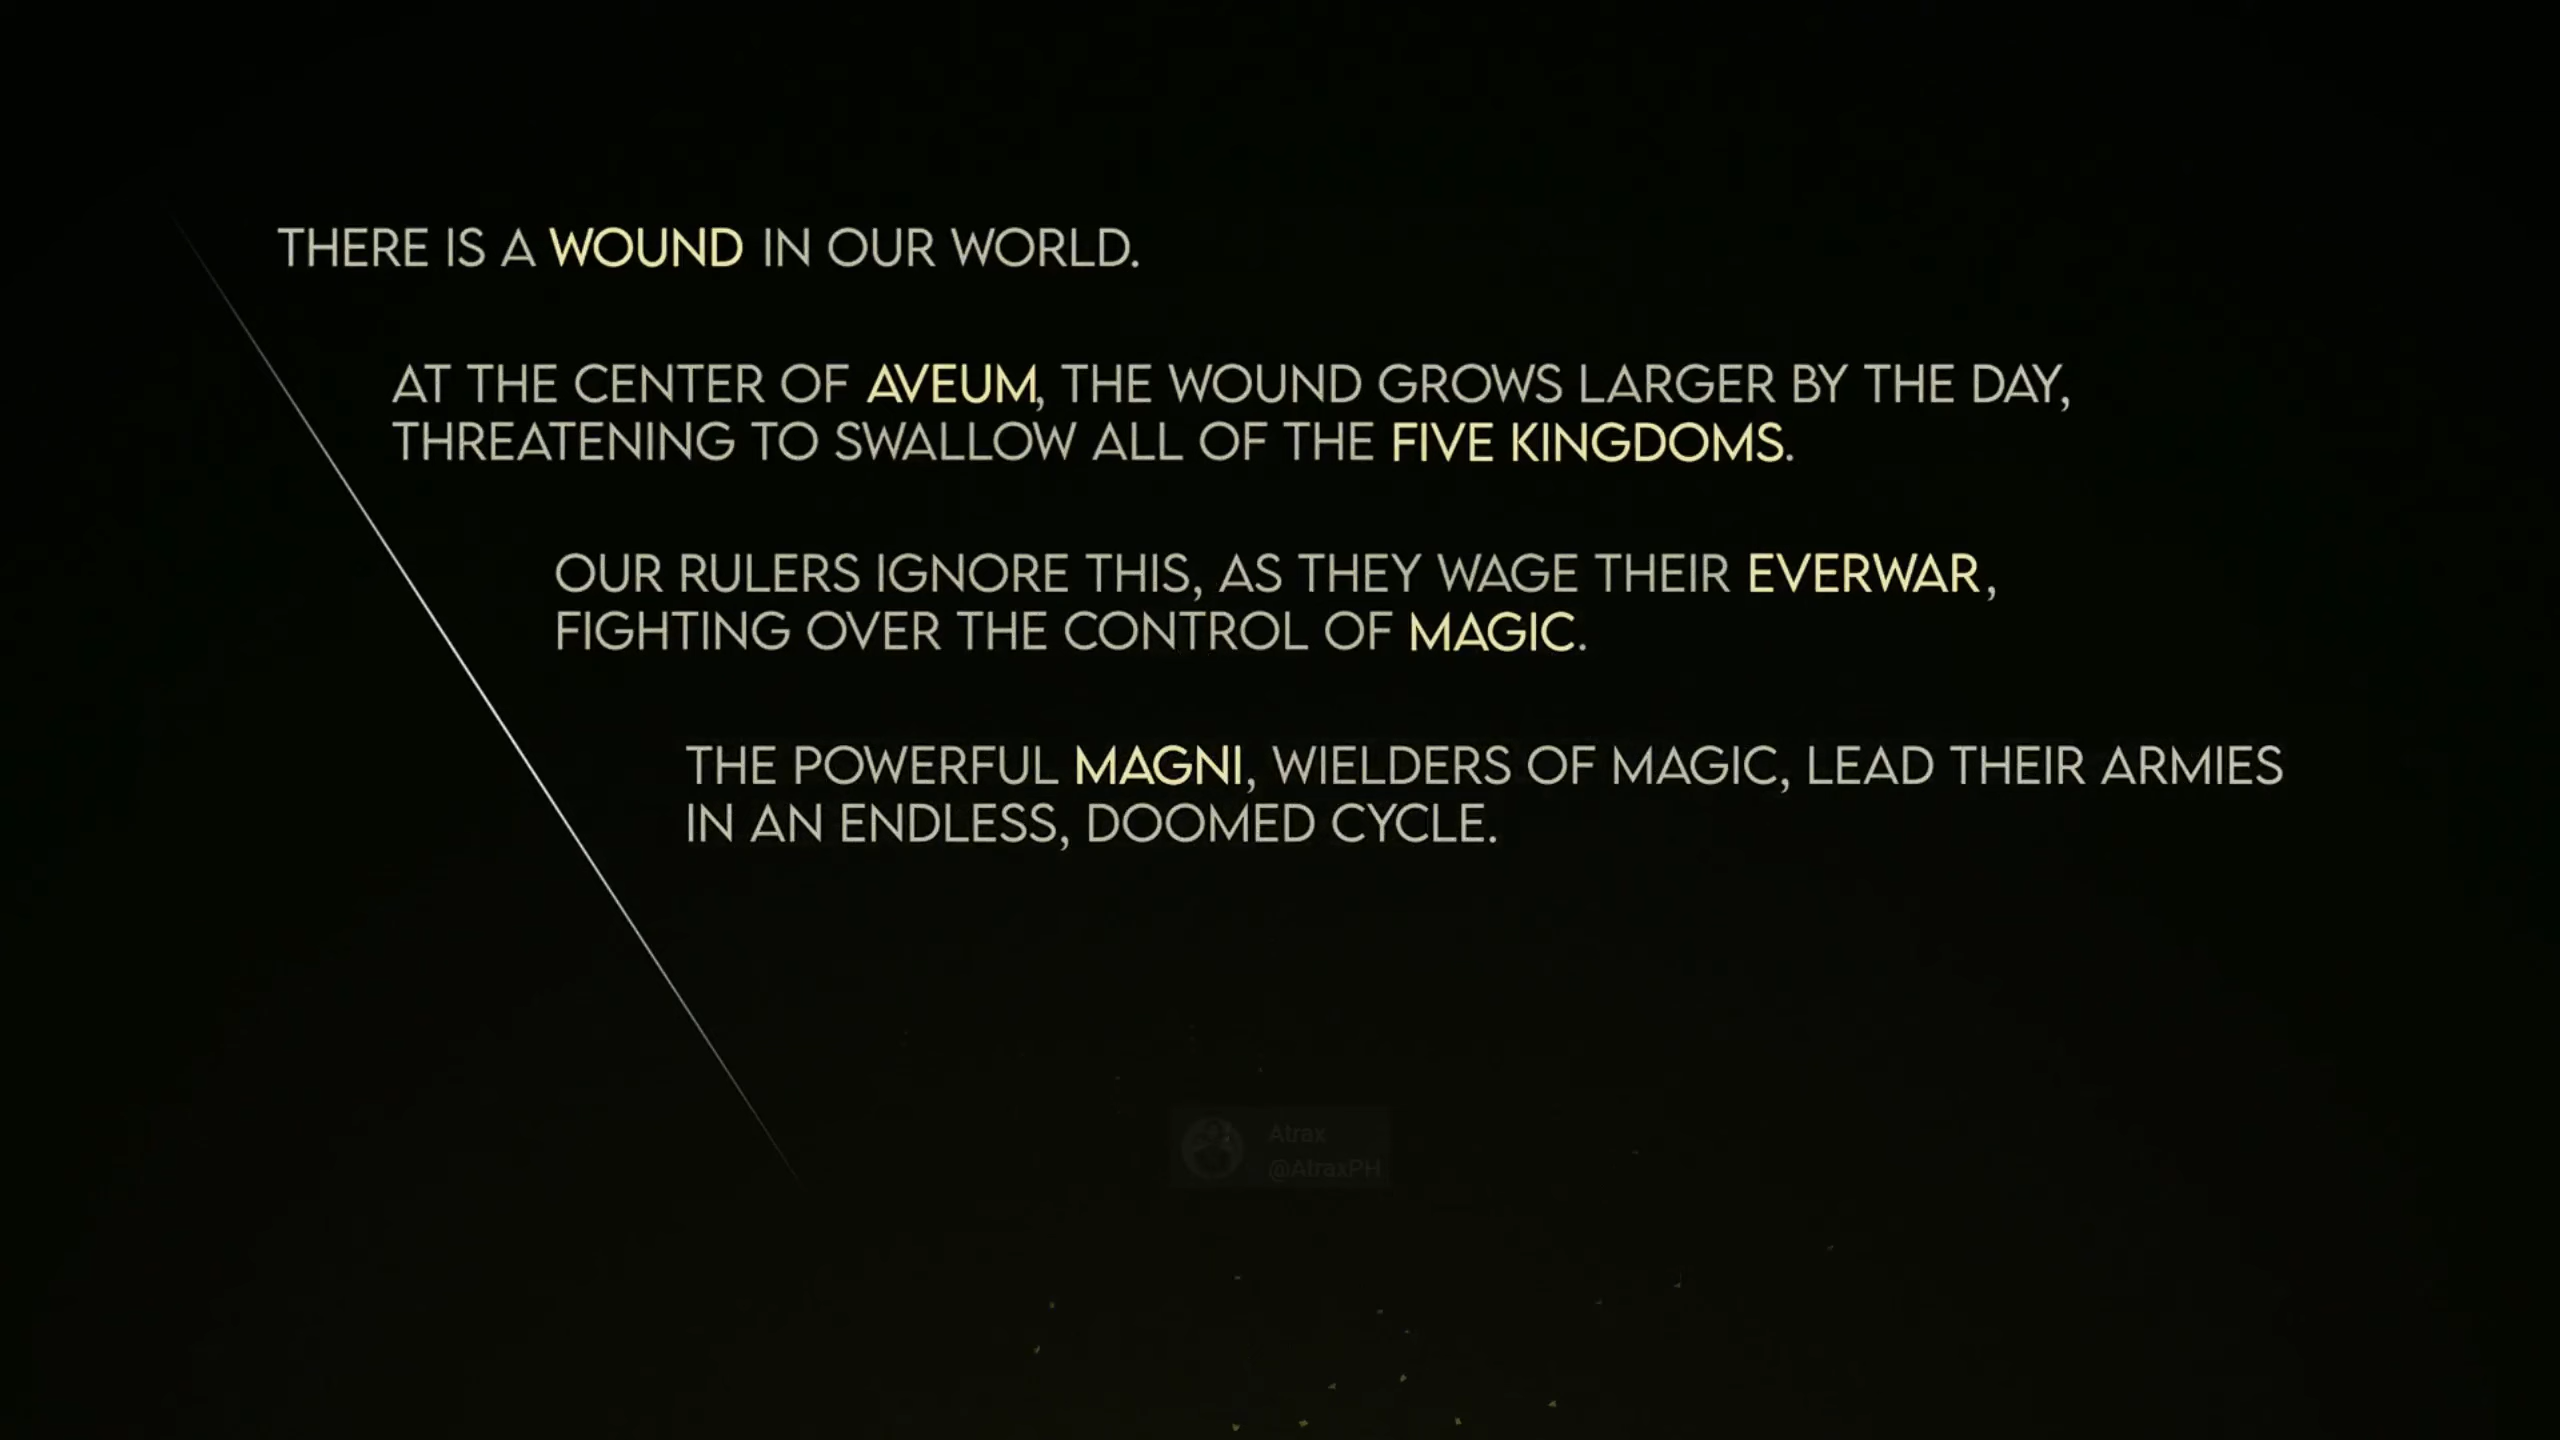 THERE IS A WOUND IN OUR WORLD.
AT THE CENTER OF AVEUM, THE WOUND GROWS LARGER BY THE DAY,
THREATENING TO SWALLOW ALL OF THE FIVE KINGDOMS.
OUR RULERS IGNORE THIS, AS THEY WAGE THEIR EVERWAR,
FIGHTING OVER THE CONTROL OF MAGIC.
THE POWERFUL MAGNI, WIELDERS OF MAGIC, LEAD THEIR ARMIES
IN AN ENDLESS, DOOMED CYCLE.
Atrax
@AtraxPH